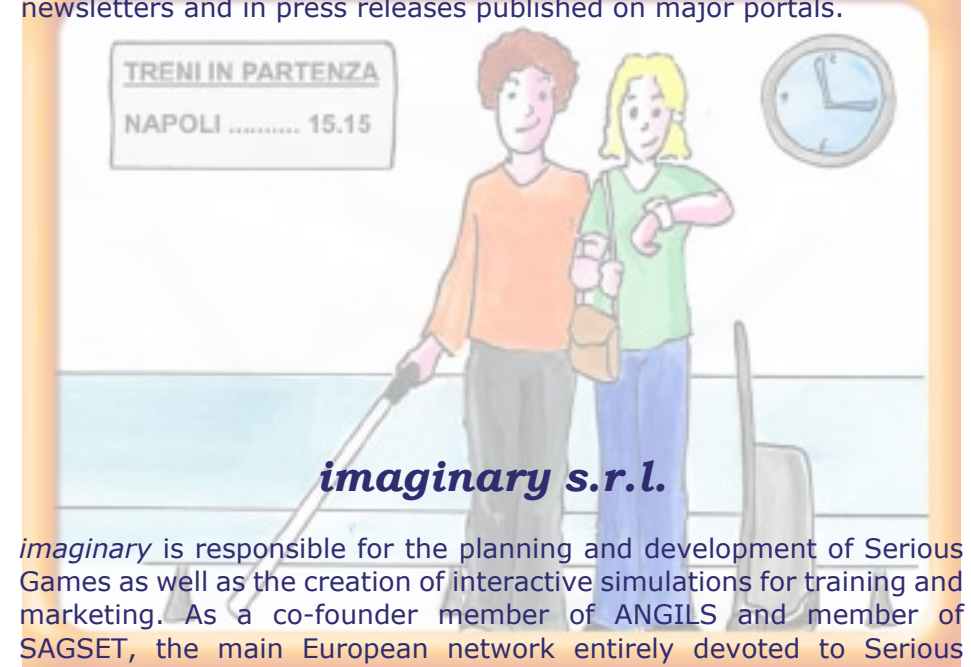 newsletters and in press releases published on major portals.
TRENI IN PARTENZA
NAPOLI .......... 15.15
imaginary s.r.l.
imaginary is responsible for the planning and development of Serious
Games as well as the creation of interactive simulations for training and
marketing. As a co-founder member of ANGILS and member of
SAGSET, the main European network entirely devoted to Serious